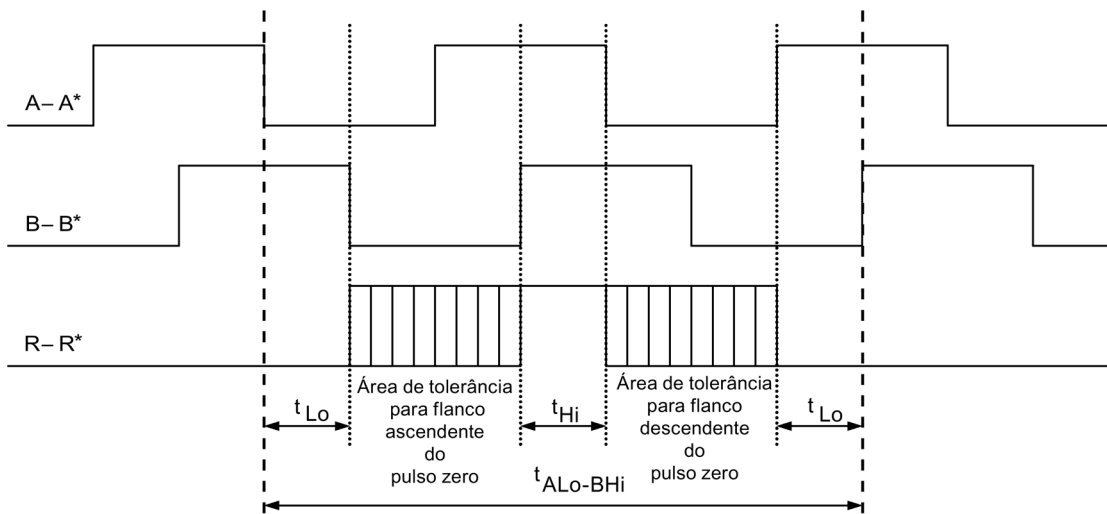 A– A*
B– B*
R– R*
t Lo
Área de tolerância
para flanco
ascendente
do
pulso zero
t Hi
Área de tolerância
para flanco
descendente
do
pulso zero
t Lo
t ALo-BHi